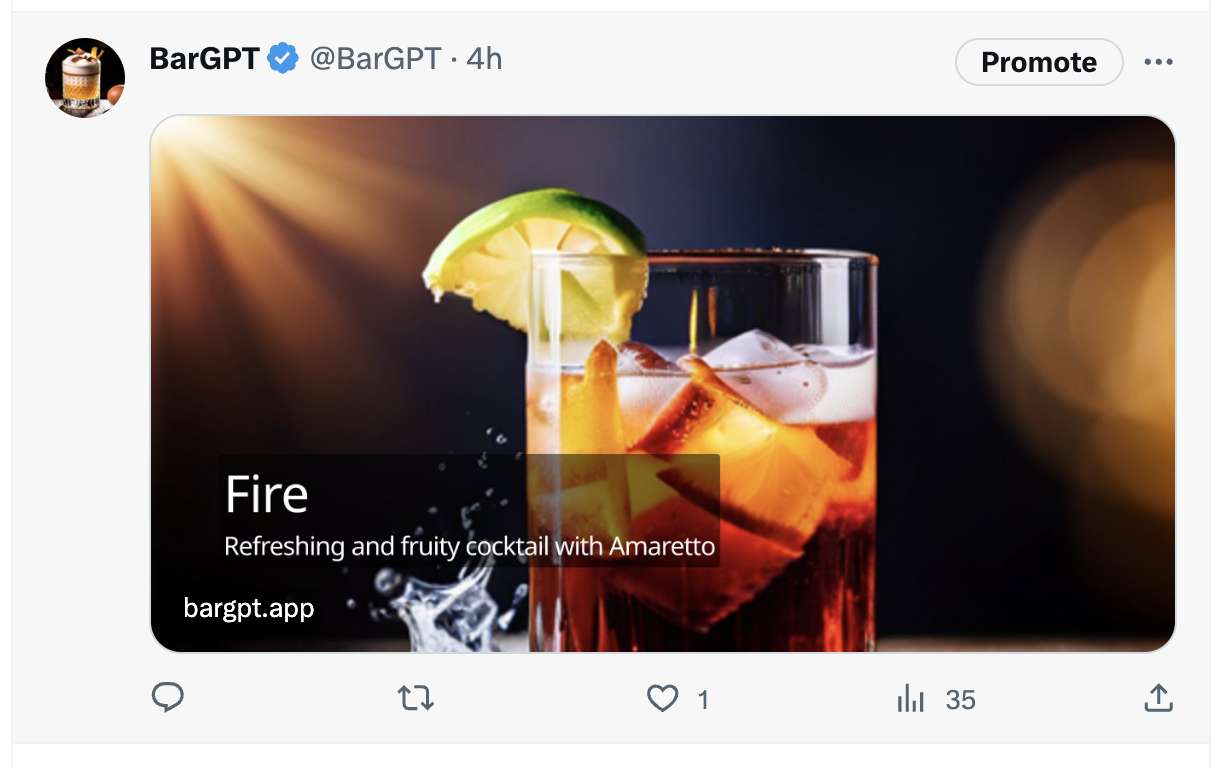 BarGPT @BarGPT · 4h
Promote
Fire
Refreshing and fruity cocktail with Amaretto
bargpt.app
1
35